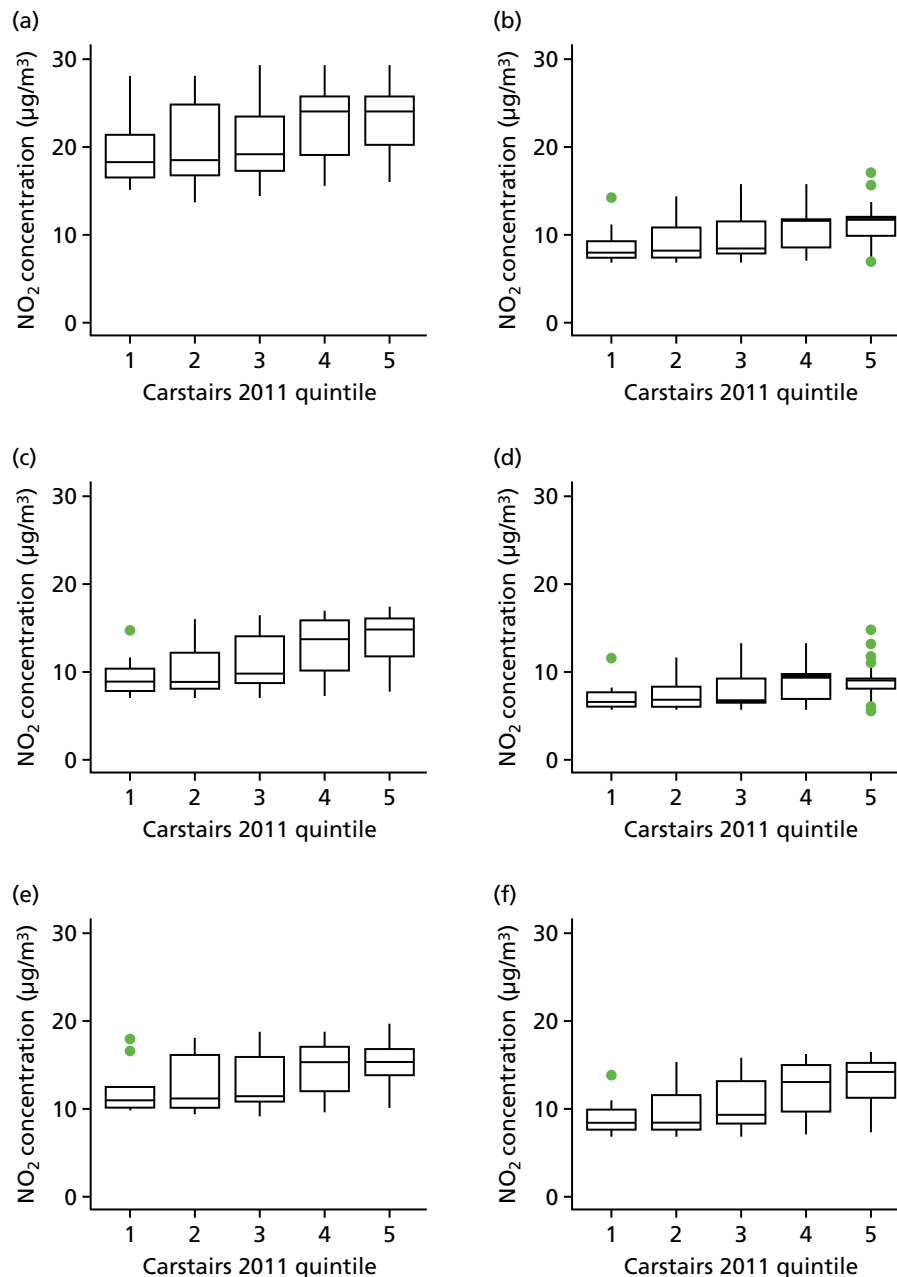 (a)
NO₂ concentration (µg/m³)
30
20
10
0
1 2 3 4 5
Carstairs 2011 quintile
(b)
NO₂ concentration (µg/m³)
30
20
10
0
1 2 3 4 5
Carstairs 2011 quintile
(c)
NO₂ concentration (µg/m³)
30
20
10
0
1 2 3 4 5
Carstairs 2011 quintile
(d)
NO₂ concentration (µg/m³)
30
20
10
0
1 2 3 4 5
Carstairs 2011 quintile
(e)
NO₂ concentration (µg/m³)
30
20
10
0
1 2 3 4 5
Carstairs 2011 quintile
(f)
NO₂ concentration (µg/m³)
30
20
10
0
1 2 3 4 5
Carstairs 2011 quintile